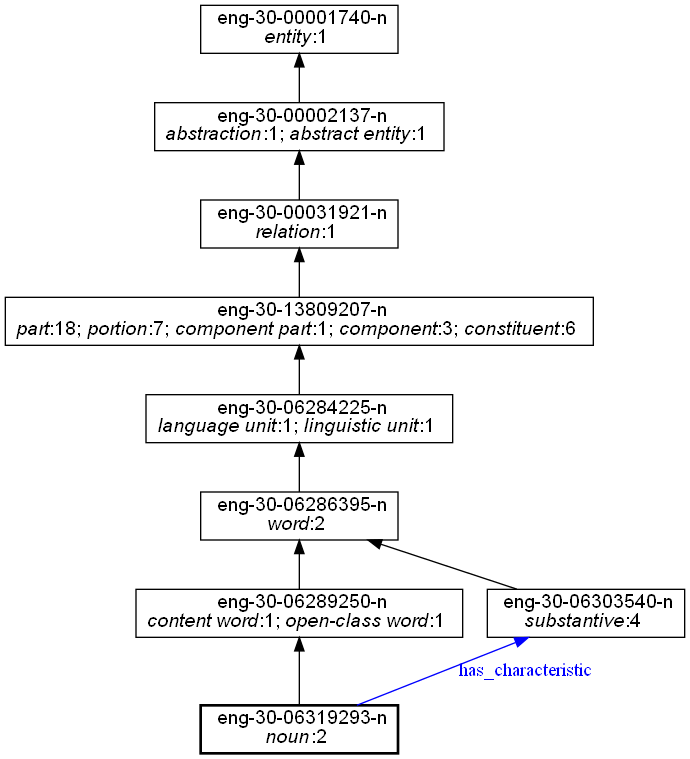 eng-30-00001740-n
entity:1
eng-30-00002137-n
abstraction:1; abstract entity:1
eng-30-00031921-n
relation:1
eng-30-13809207-n
part:18; portion:7; component part:1; component:3; constituent:6
eng-30-06284225-n
language unit:1; linguistic unit:1
eng-30-06286395-n
word:2
eng-30-06289250-n
content word:1; open-class word:1
eng-30-06303540-n
substantive:4
has_characteristic
eng-30-06319293-n
noun:2